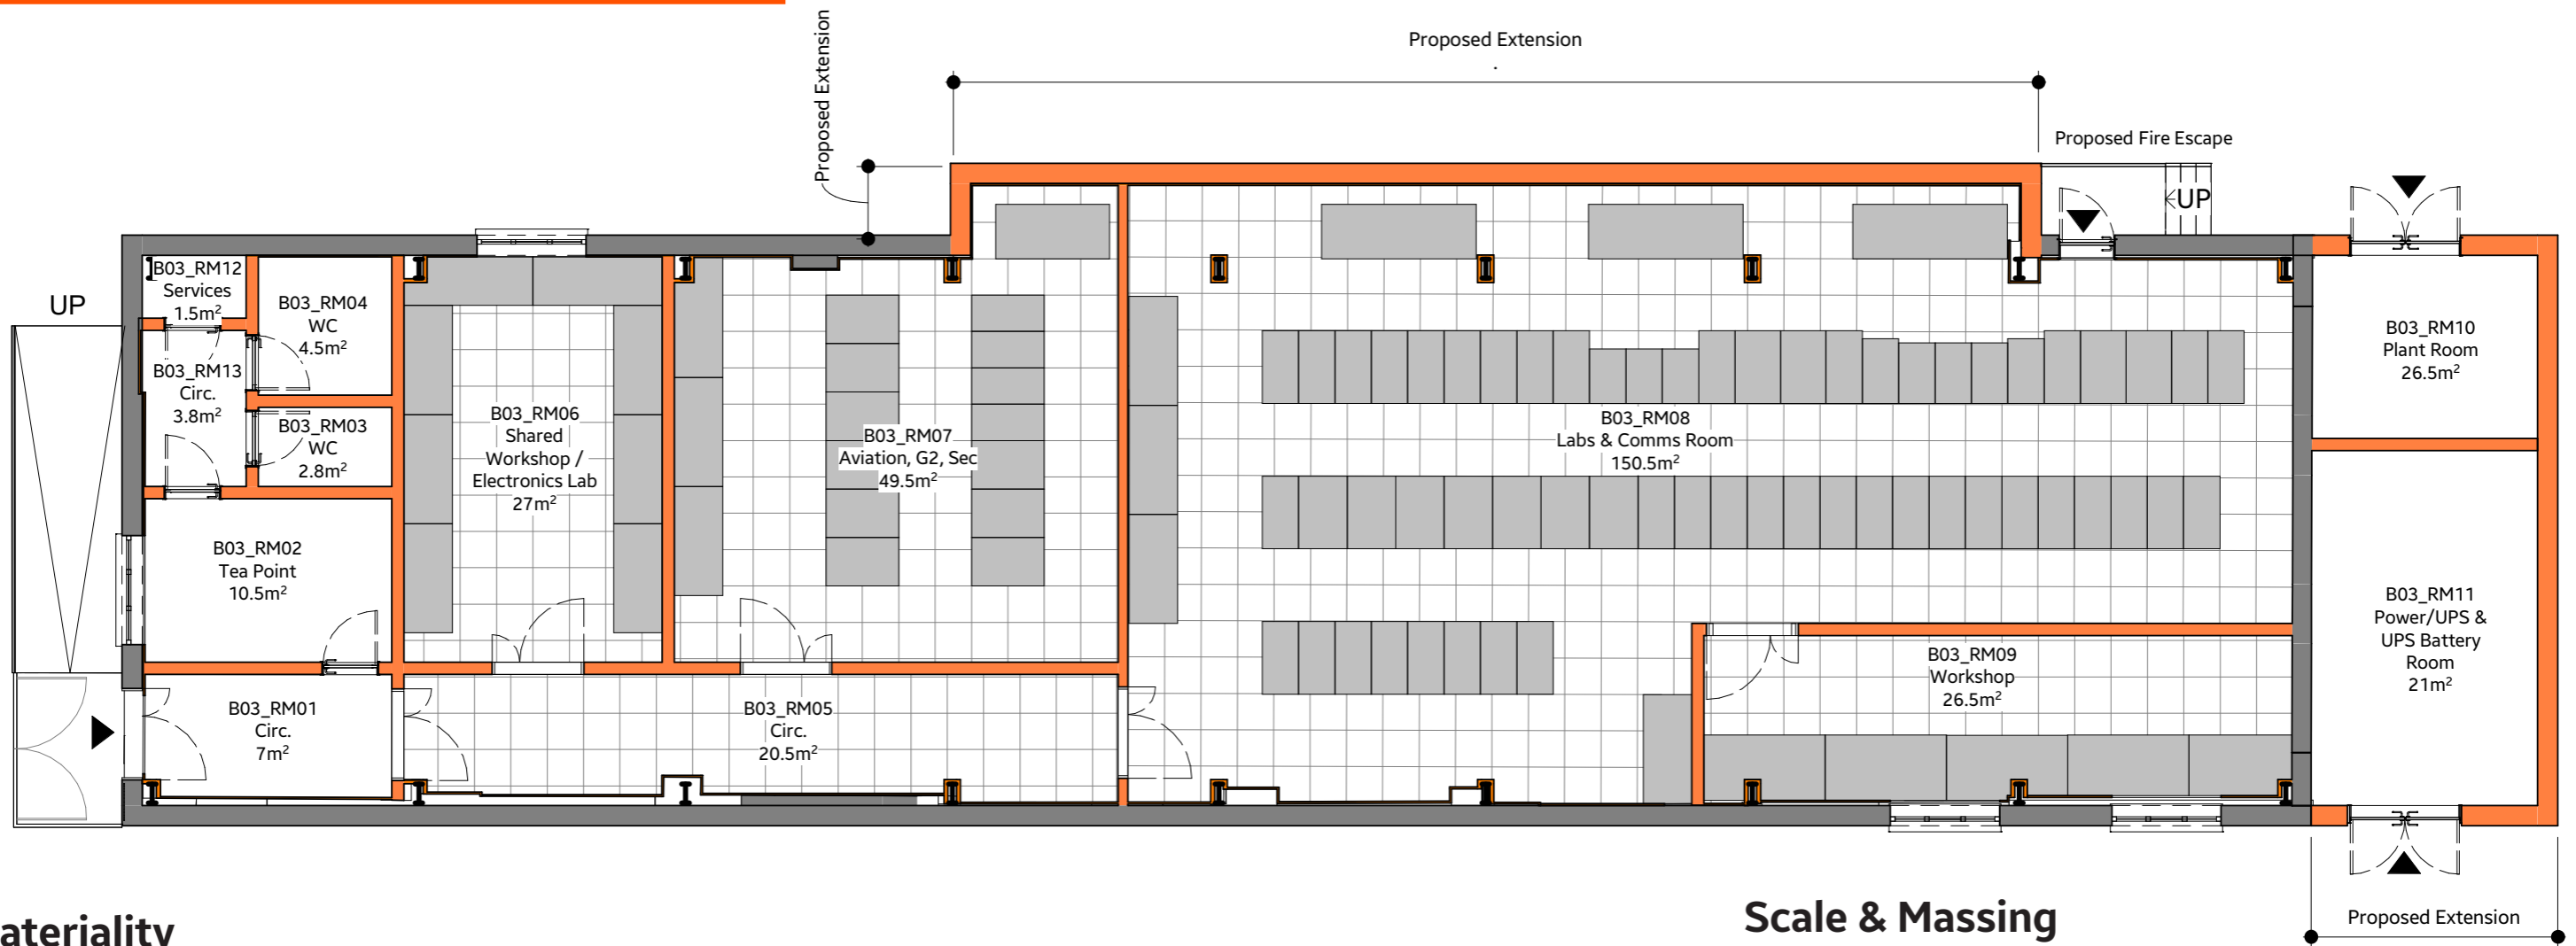 Proposed Extension
Proposed Extension
Proposed Fire Escape
UP
UP
B03_RM12
Services
1.5m²
B03_RM04
WC
4.5m²
B03_RM13
Circ.
3.8m²
B03_RM03
WC
2.8m²
B03_RM02
Tea Point
10.5m²
B03_RM01
Circ.
7m²
B03_RM06
Shared
Workshop /
Electronics Lab
27m²
B03_RM07
Aviation, G2, Sec
49.5m²
B03_RM05
Circ.
20.5m²
B03_RM08
Labs & Comms Room
150.5m²
B03_RM09
Workshop
26.5m²
B03_RM10
Plant Room
26.5m²
B03_RM11
Power/UPS &
UPS Battery
Room
21m²
Proposed Extension
ateriality
Scale & Massing